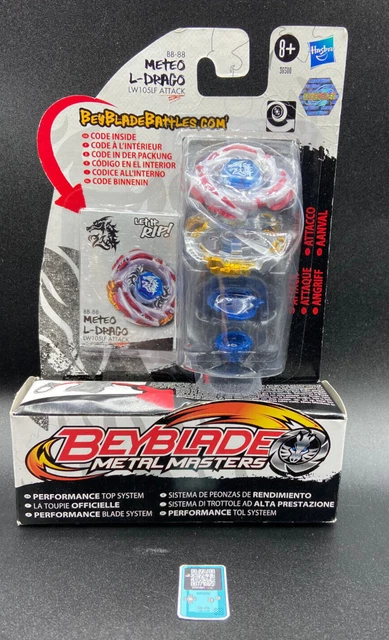 BB-88
METEO
L-DRAGO
LW105LF ATTACK
8+
Hasbro
BEYBLADEBATTLES.COM
CODE INSIDE
CODE À L'INTÉRIEUR
CODE IN DER PACKUNG
CÓDIGO EN EL INTERIOR
CODICE ALL'INTERNO
CODE BINNENIN
LET IT
RIP!
BB-88
METEO
L-DRAGO
LW105LF ATTACK
ATTACCO
AANVAL
ATTAQUE
ANGRIFF
BEYBLADE
METAL MASTERS
PERFORMANCE TOP SYSTEM
LA TOUPIE OFFICIELLE
PERFORMANCE BLADE SYSTEM
SISTEMA DE PEONZAS DE RENDIMIENTO
SISTEMA DI TROTTOLE AD ALTA PRESTAZIONE
PERFORMANCE TOL SYSTEEM